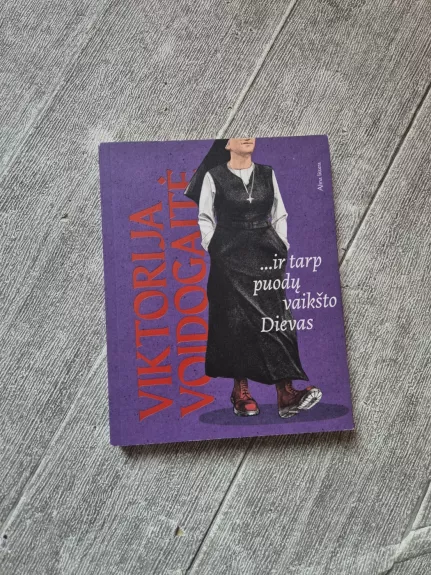 VIKTORIJA
VOIDOGAITĖ
...ir tarp
puodų
vaikšto
Dievas